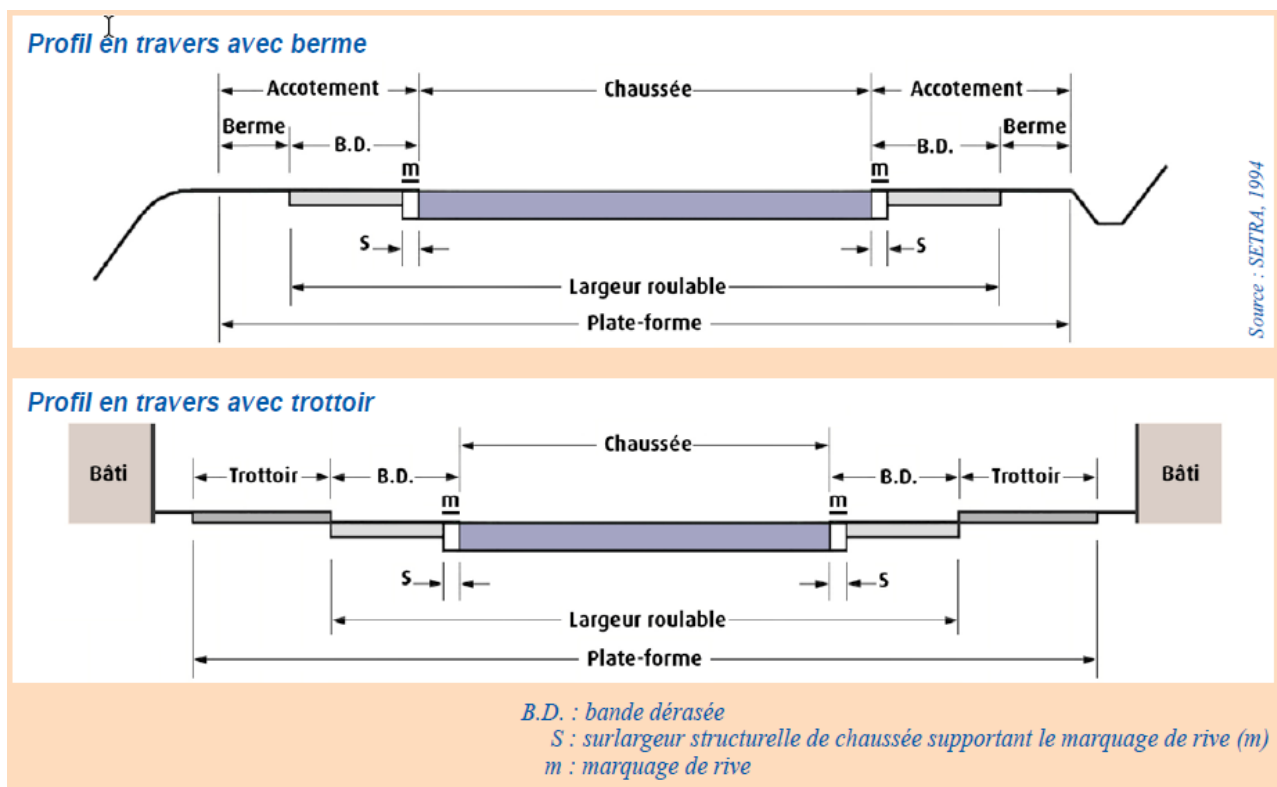 Profil en travers avec berme
Accotement Chaussée Accotement
Berme B.D. B.D. Berme
m m
S S
Largeur roulable
Plate-forme
Source : SETRA, 1994
Profil en travers avec trottoir
Chaussée
Bâti Trottoir B.D. B.D. Trottoir Bâti
m m
S S
Largeur roulable
Plate-forme
B.D. : bande dérasée
S : surlargeur structurelle de chaussée supportant le marquage de rive (m)
m : marquage de rive